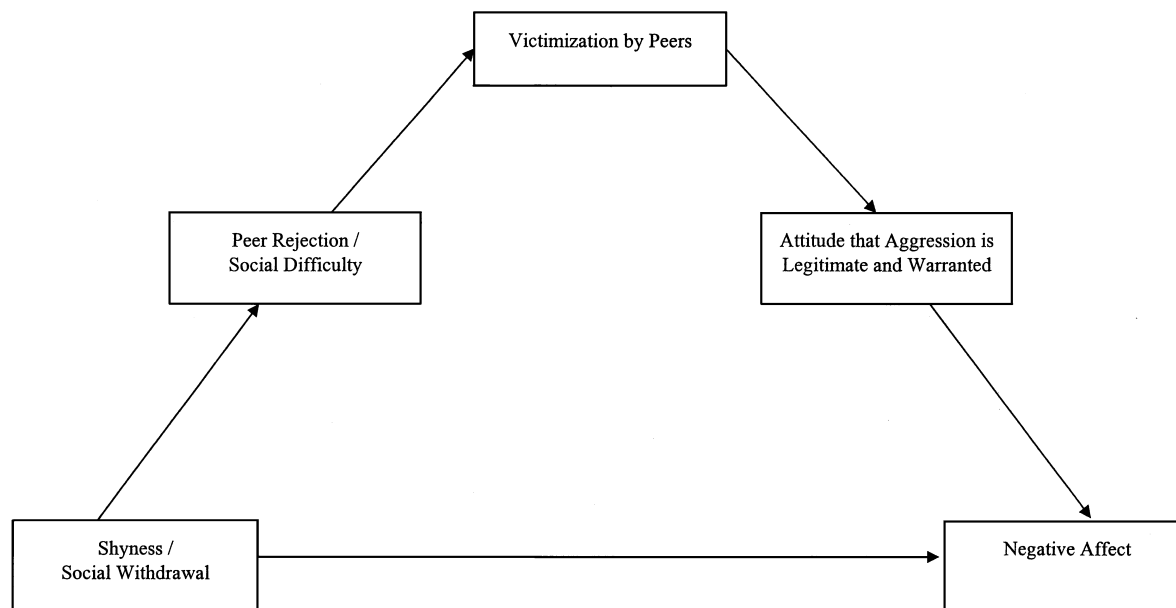 Victimization by Peers
Peer Rejection /
Social Difficulty
Attitude that Aggression is
Legitimate and Warranted
Shyness /
Social Withdrawal
Negative Affect